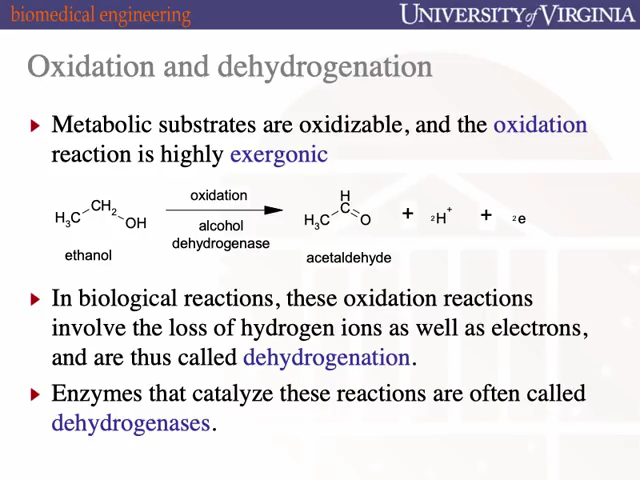 biomedical engineering
UNIVERSITY of VIRGINIA
Oxidation and dehydrogenation
Metabolic substrates are oxidizable, and the oxidation
reaction is highly exergonic
H3C CH2 OH
ethanol
oxidation
alcohol
dehydrogenase
H3C C H O
acetaldehyde
+ 2H+ + 2e
In biological reactions, these oxidation reactions
involve the loss of hydrogen ions as well as electrons,
and are thus called dehydrogenation.
Enzymes that catalyze these reactions are often called
dehydrogenases.